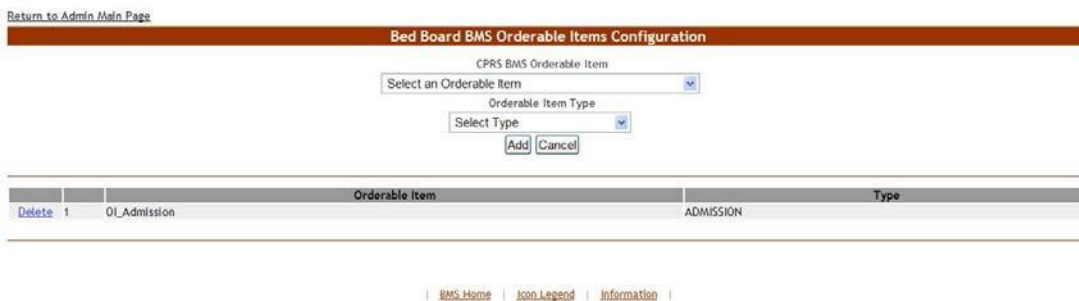 Return to Admin Main Page
Bed Board BMS Orderable Items Configuration
CPRS BMS Orderable Item
Select an Orderable Item
Orderable Item Type
Select Type
Add Cancel
Orderable Item Type
Delete 1 OI_Admission ADMISSION
| BMS Home | Icon Legend | Information |